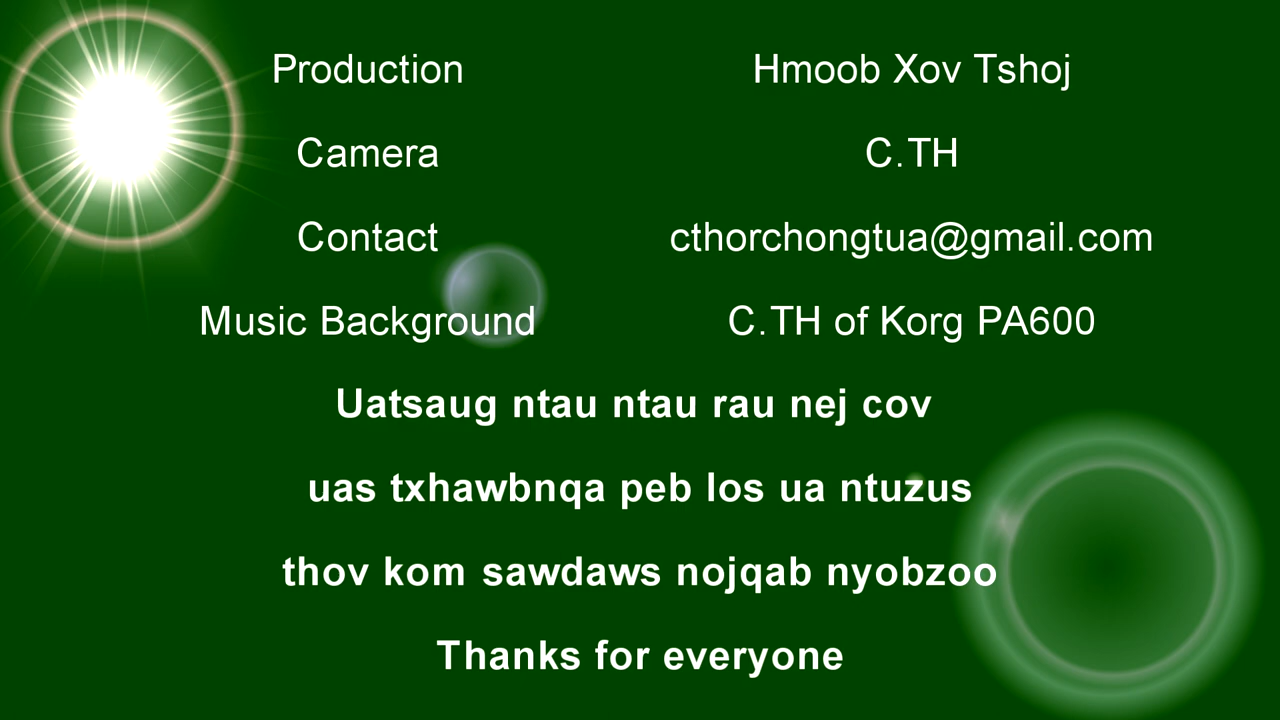 Production Hmoob Xov Tshoj
Camera C.TH
Contact cthorchongtua@gmail.com
Music Background C.TH of Korg PA600
Uatsaug ntau ntau rau nej cov
uas txhawbnqa peb los ua ntuzus
thov kom sawdaws nojqab nyobzoo
Thanks for everyone